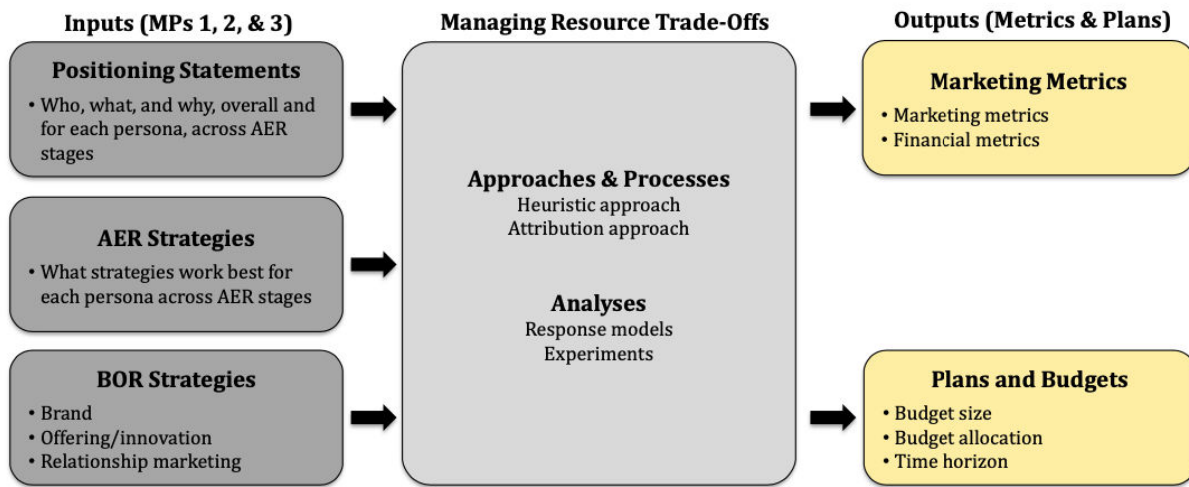 Inputs (MPs 1, 2, & 3)
Positioning Statements
• Who, what, and why, overall and
for each persona, across AER
stages
AER Strategies
• What strategies work best for
each persona across AER stages
BOR Strategies
• Brand
• Offering/innovation
• Relationship marketing
Managing Resource Trade-Offs
Approaches & Processes
Heuristic approach
Attribution approach
Analyses
Response models
Experiments
Outputs (Metrics & Plans)
Marketing Metrics
• Marketing metrics
• Financial metrics
Plans and Budgets
• Budget size
• Budget allocation
• Time horizon